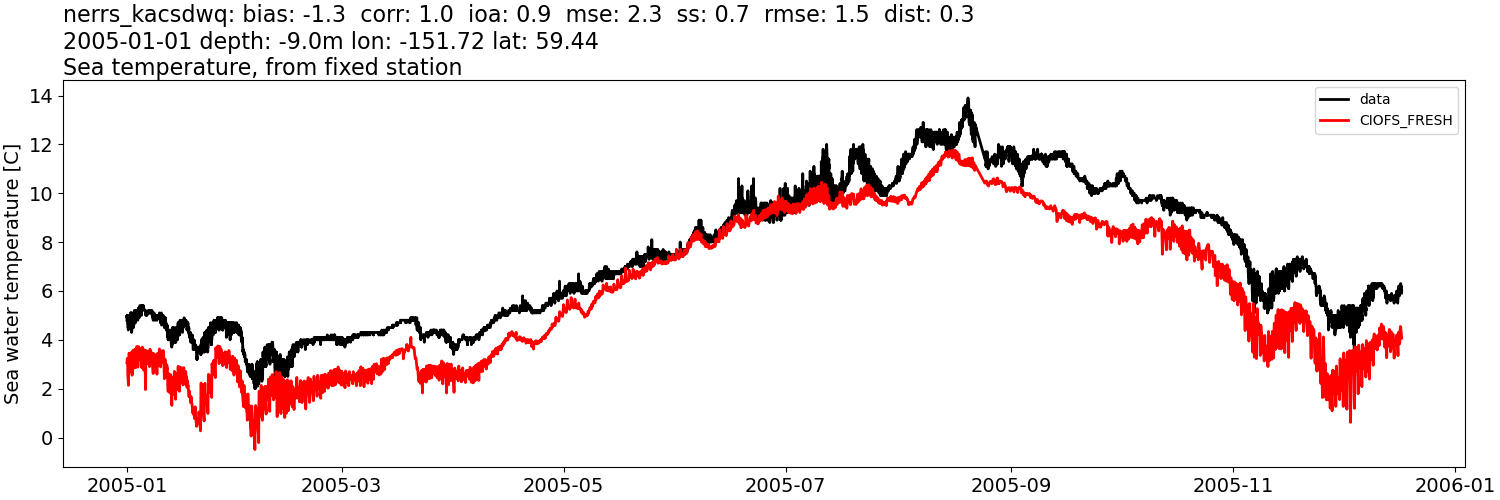 nerrs_kacsdwq: bias: -1.3 corr: 1.0 ioa: 0.9 mse: 2.3 ss: 0.7 rmse: 1.5 dist: 0.3
2005-01-01 depth: -9.0m lon: -151.72 lat: 59.44
Sea temperature, from fixed station
Sea water temperature [C]
14
12
10
8
6
4
2
0
data
CIOFS_FRESH
2005-01
2005-03
2005-05
2005-07
2005-09
2005-11
2006-01